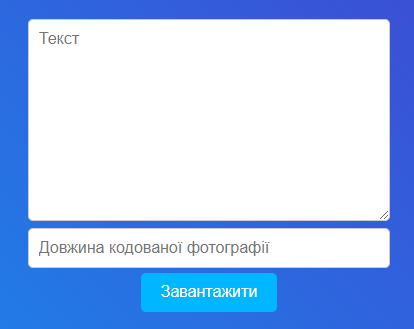 Текст
Довжина кодованої фотографії
Завантажити